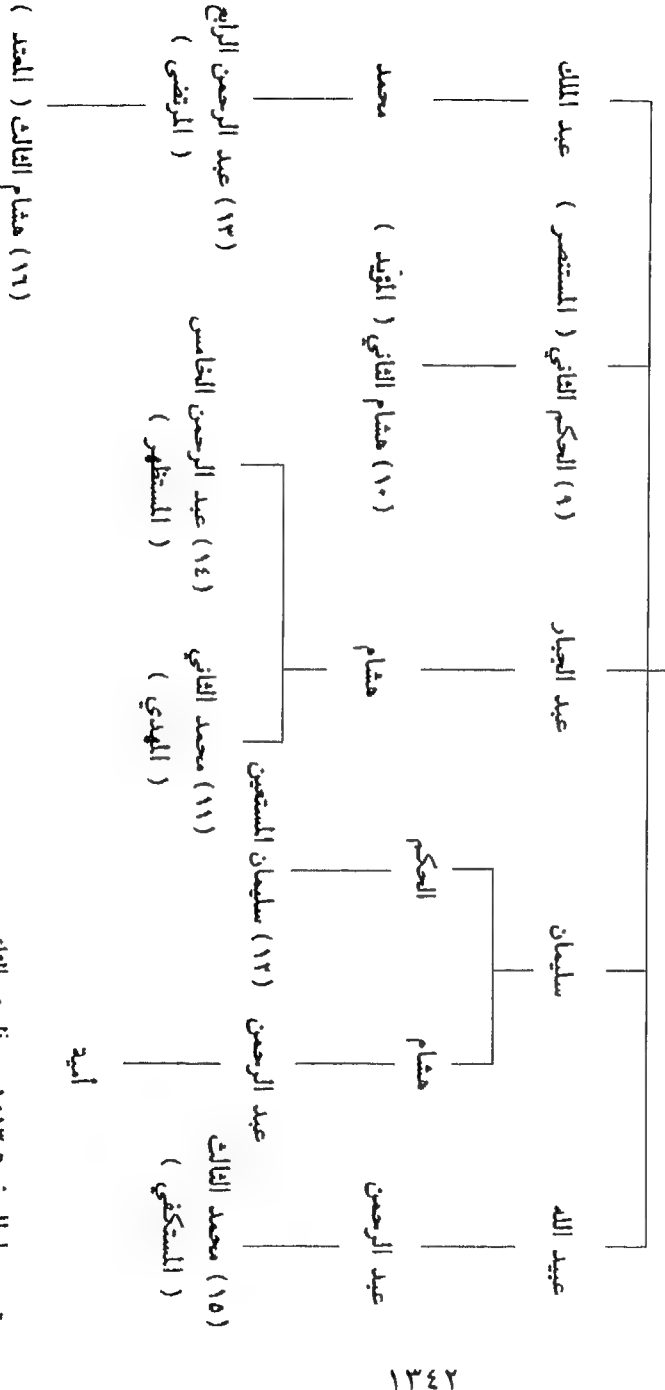 ١٣٤٢
عبيد الله
سليمان
عبد الجبار
(٩) الحكم الثاني ( المستنصر )
عبد الملك
عبد الرحمن
هشام
الحكم
هشام
(١٠) هشام الثاني ( المؤيد )
محمد
(١٥) محمد الثالث
( المستكفي )
عبد الرحمن
(١٢) سليمان المستعين
(١١) محمد الثاني
( المهدي )
(١٤) عبد الرحمن الخامس
( المستظهر )
(١٣) عبد الرحمن الرابع
( المرتضى )
أمية
(١٦) هشام الثالث ( المعتد )